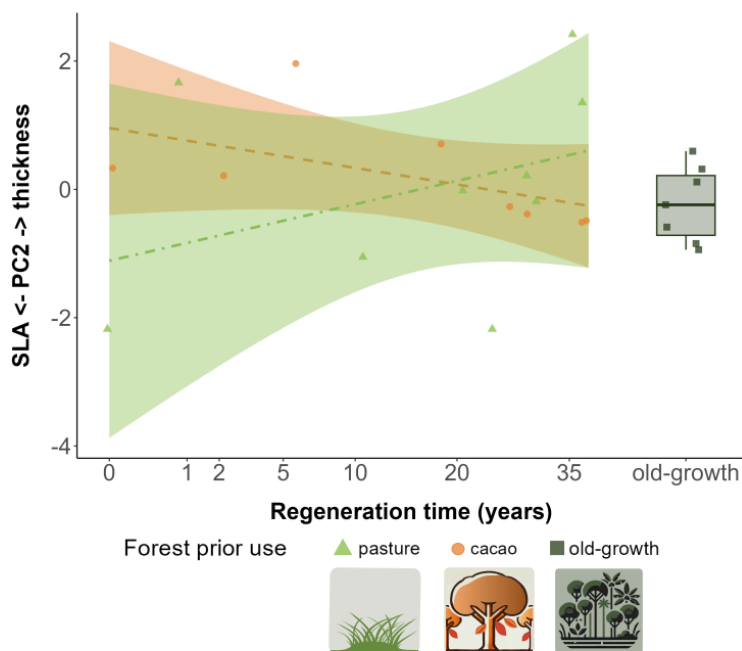 2
0
-2
-4
SLA <- PC2 -> thickness
0 1 2 5 10 20 35 old-growth
Regeneration time (years)
Forest prior use pasture cacao old-growth